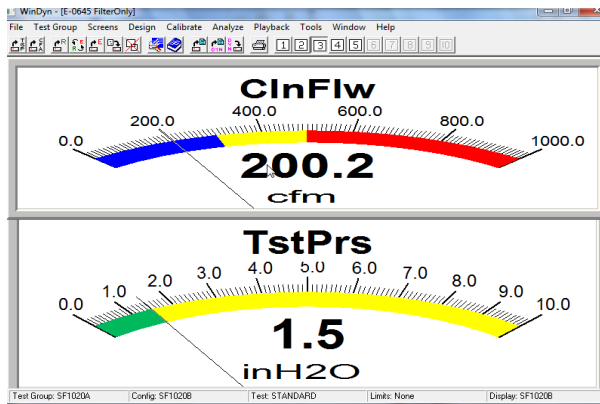 WinDyn - [E-0645 FilterOnly]
File Test Group Screens Design Calibrate Analyze Playback Tools Window Help
1 2 3 4 5 6 7 8 9 10
ClnFlw
0.0 200.0 400.0 600.0 800.0 1000.0
200.2
cfm
TstPrs
0.0 1.0 2.0 3.0 4.0 5.0 6.0 7.0 8.0 9.0 10.0
1.5
inH2O
Test Group: SF1020A Config: SF1020B Test: STANDARD Limits: None Display: SF1020B